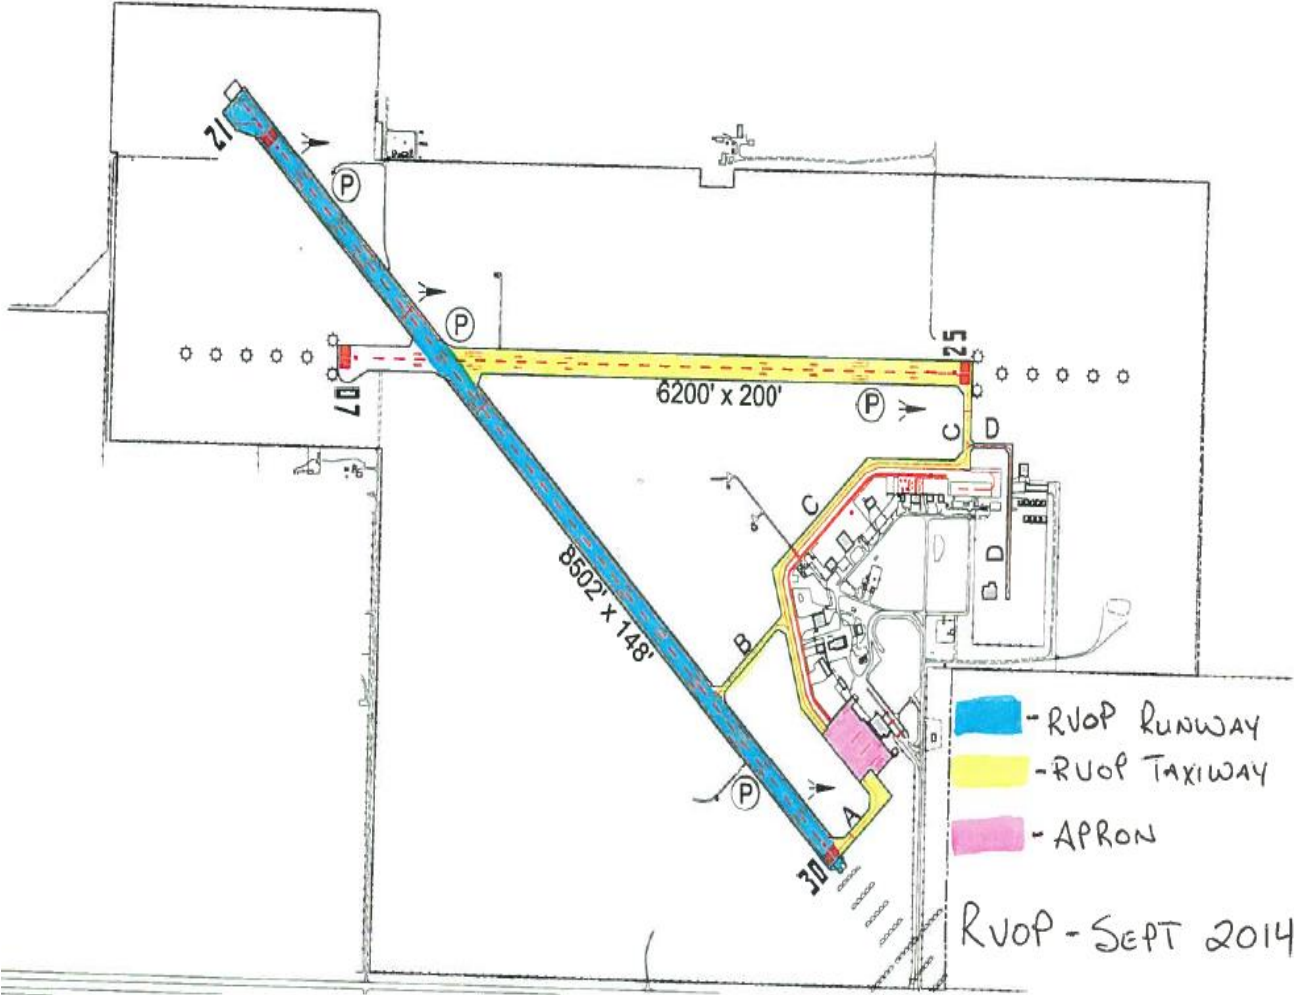 12
P
P
25
07
6200' x 200'
P
C
D
C
D
8502' x 148'
B
P
A
30
- RVOP RUNWAY
- RVOP TAXIWAY
- APRON
RVOP - SEPT 2014